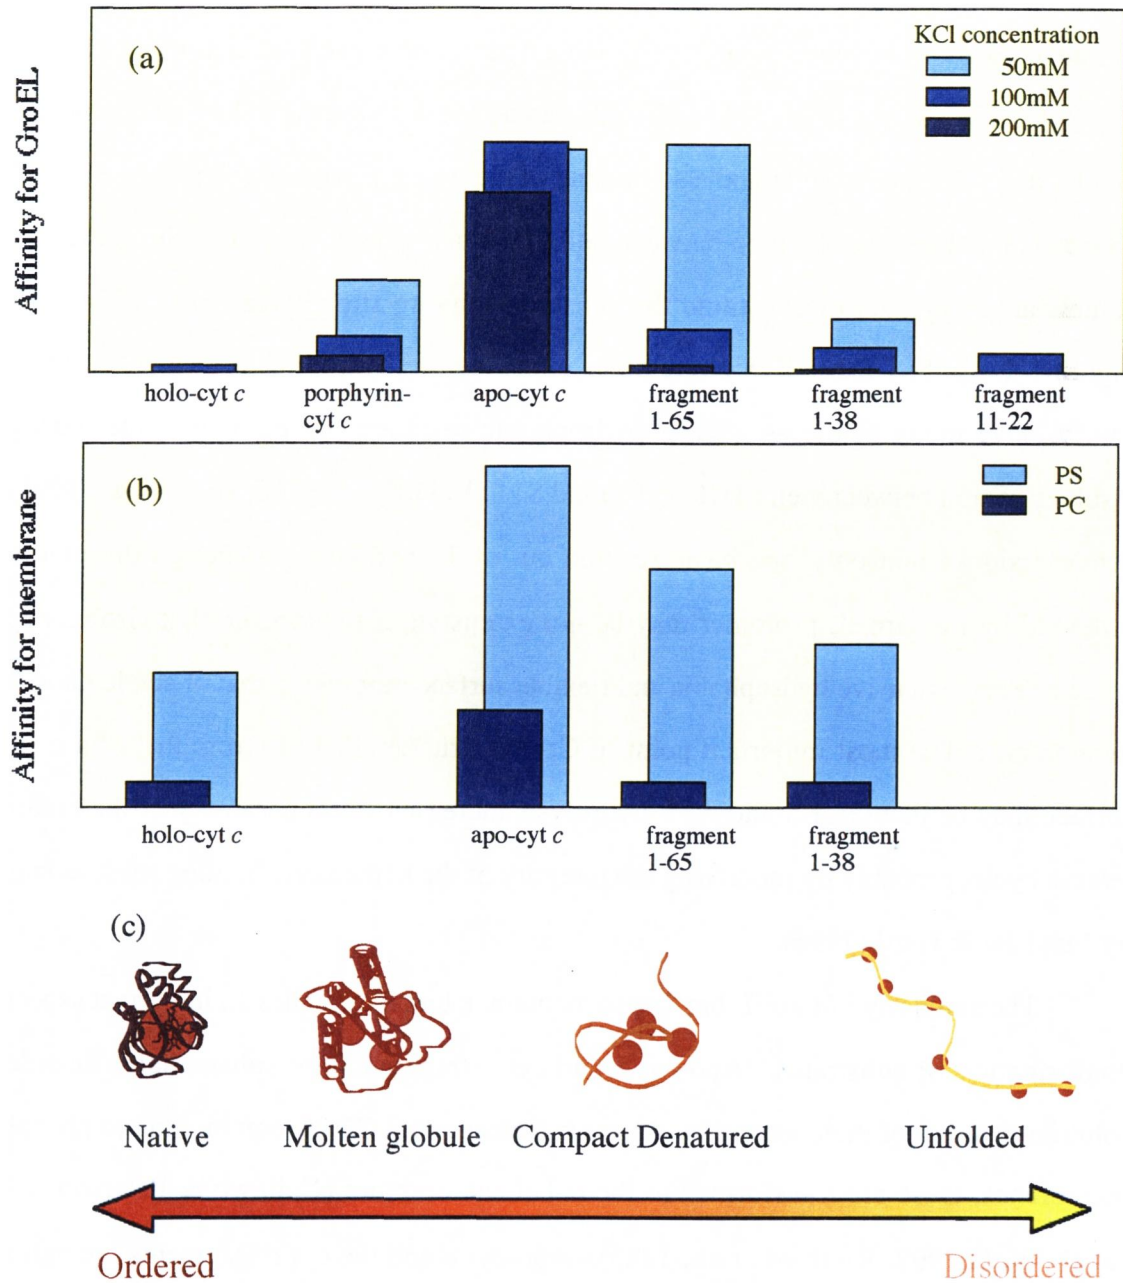 Affinity for GroEL
(a)
KCl concentration
50mM
100mM
200mM
holo-cyt c
porphyrin-
cyt c
apo-cyt c
fragment
1-65
fragment
1-38
fragment
11-22
Affinity for membrane
(b)
PS
PC
holo-cyt c
apo-cyt c
fragment
1-65
fragment
1-38
(c)
Native
Molten globule
Compact Denatured
Unfolded
Ordered
Disordered